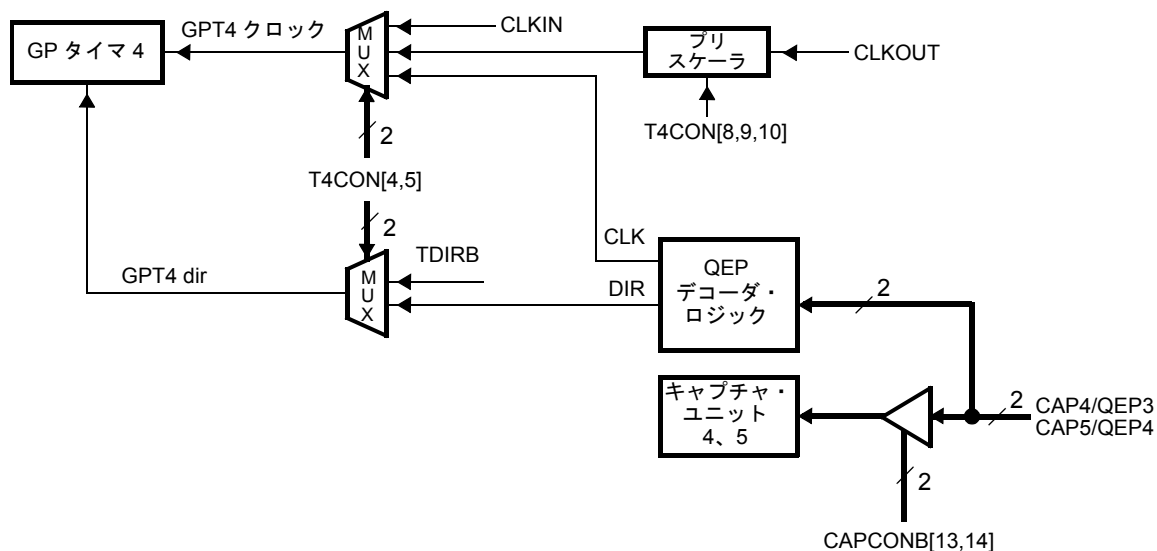 GP タイマ 4
GPT4 クロック
MUX
CLKIN
プリ
スケーラ
CLKOUT
T4CON[8,9,10]
2
T4CON[4,5]
2
GPT4 dir
MUX
TDIRB
CLK
DIR
QEP
デコーダ・
ロジック
2
キャプチャ・
ユニット
4、5
2
CAP4/QEP3
CAP5/QEP4
2
CAPCONB[13,14]